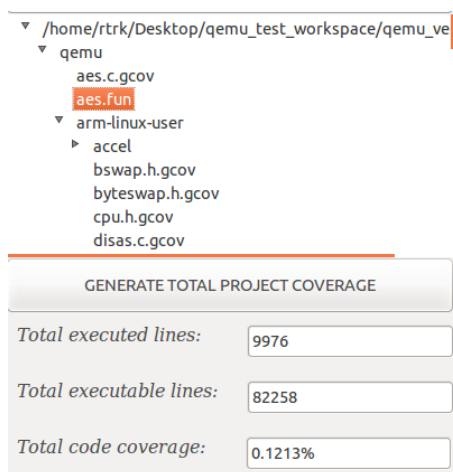 /home/rtrk/Desktop/qemu_test_workspace/qemu_ve
qemu
aes.c.gcov
aes.fun
arm-linux-user
accel
bswap.h.gcov
byteswap.h.gcov
cpu.h.gcov
disas.c.gcov
GENERATE TOTAL PROJECT COVERAGE
Total executed lines: 9976
Total executable lines: 82258
Total code coverage: 0.1213%